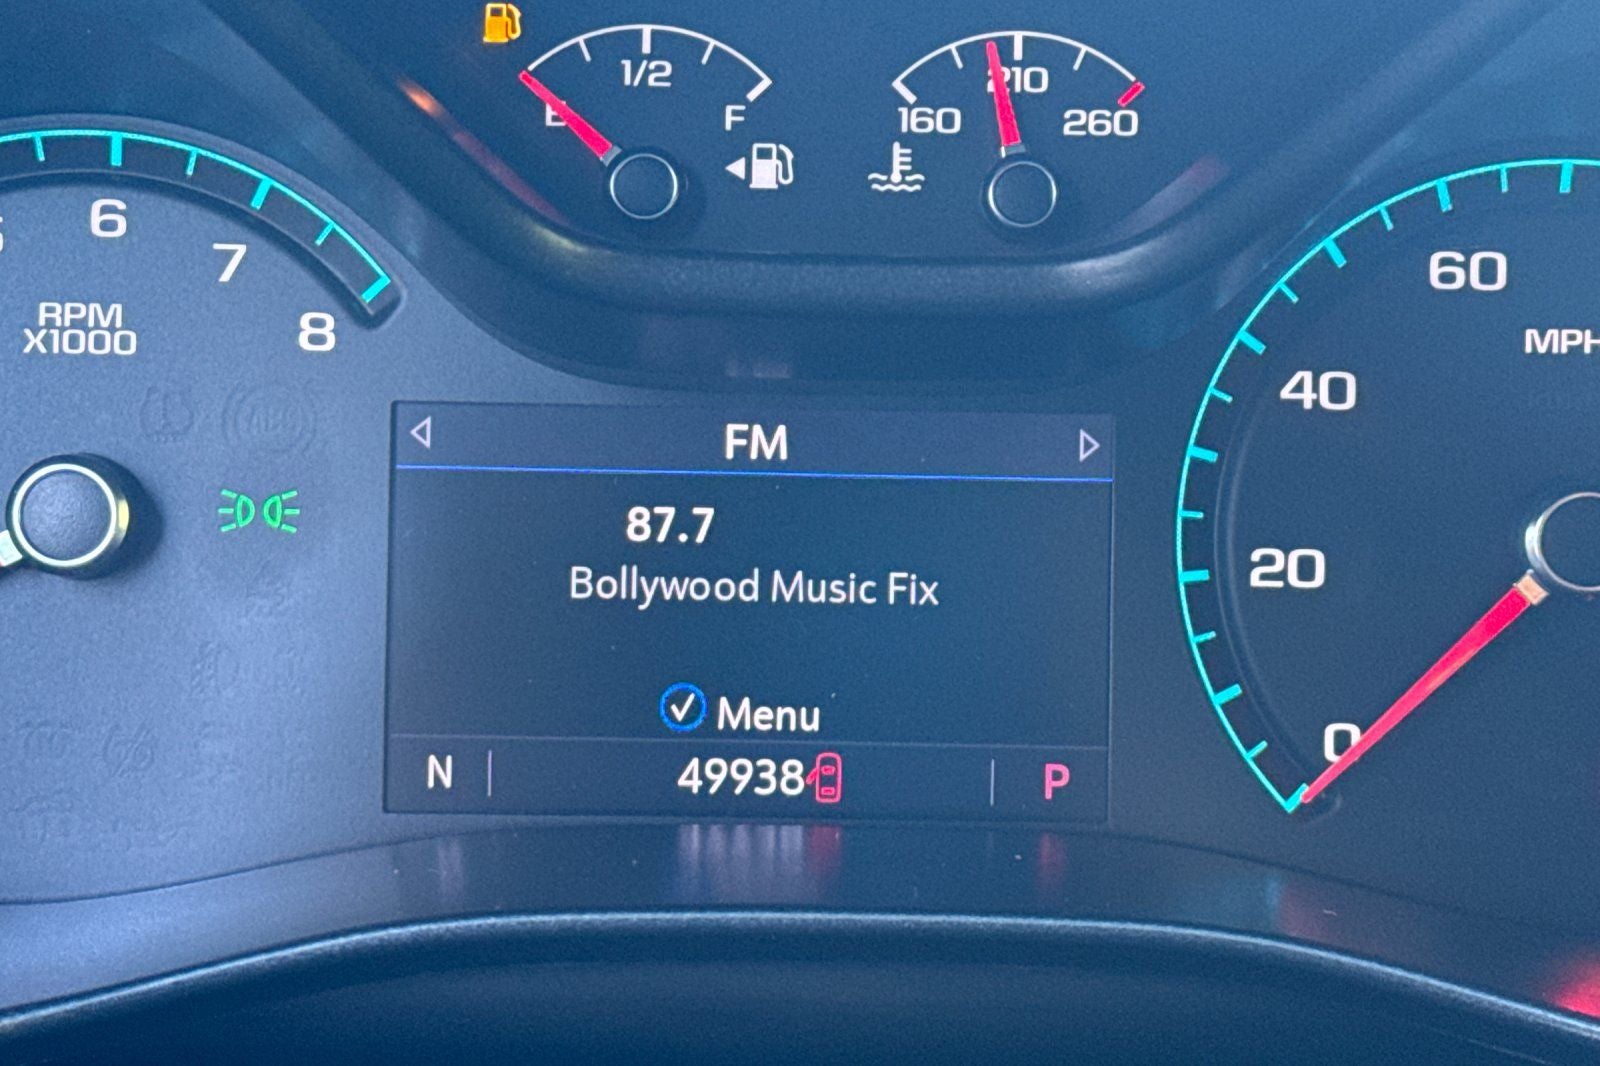 1/2
E
F
160
210
260
6
7
8
RPM
X1000
ABS
FM
87.7
Bollywood Music Fix
Menu
N
49938
P
60
MPH
40
20
0